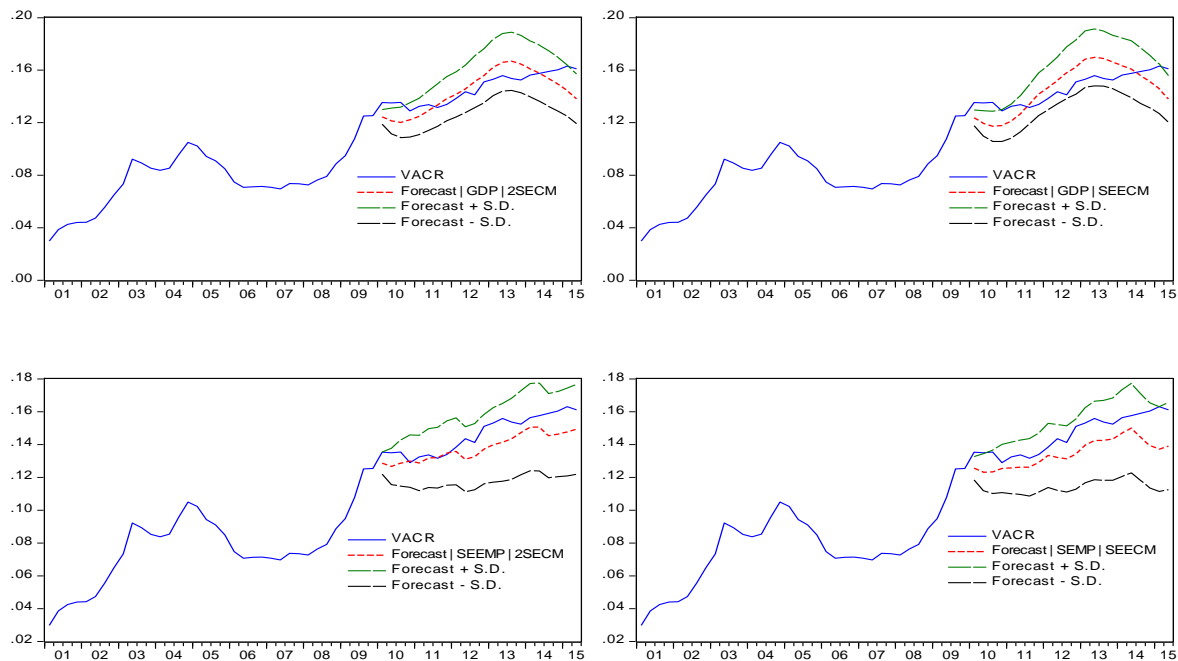 .20
.16
.12
.08
.04
.00
VACR
Forecast | GDP | 2SECM
Forecast + S.D.
Forecast - S.D.
01 02 03 04 05 06 07 08 09 10 11 12 13 14 15
.20
.16
.12
.08
.04
.00
VACR
Forecast | GDP | SEECM
Forecast + S.D.
Forecast - S.D.
01 02 03 04 05 06 07 08 09 10 11 12 13 14 15
.18
.16
.14
.12
.10
.08
.06
.04
.02
VACR
Forecast | SEEMP | 2SECM
Forecast + S.D.
Forecast - S.D.
01 02 03 04 05 06 07 08 09 10 11 12 13 14 15
.18
.16
.14
.12
.10
.08
.06
.04
.02
VACR
Forecast | SEMP | SEECM
Forecast + S.D.
Forecast - S.D.
01 02 03 04 05 06 07 08 09 10 11 12 13 14 15